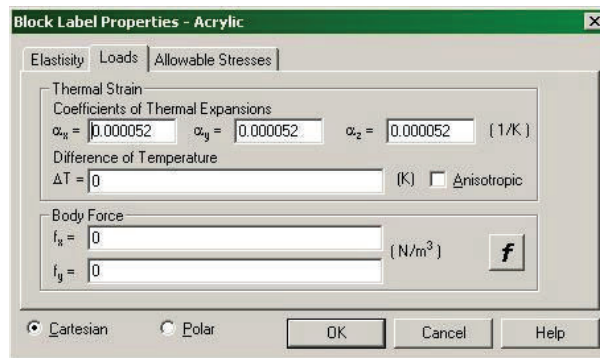 Block Label Properties - Acrylic
Elastisity Loads Allowable Stresses
Thermal Strain
Coefficients of Thermal Expansions
αx = 0.000052 αy = 0.000052 αz = 0.000052 ( 1/K )
Difference of Temperature
ΔT = 0 (K) Anisotropic
Body Force
fx = 0
( N/m³ ) f
fy = 0
Cartesian Polar OK Cancel Help